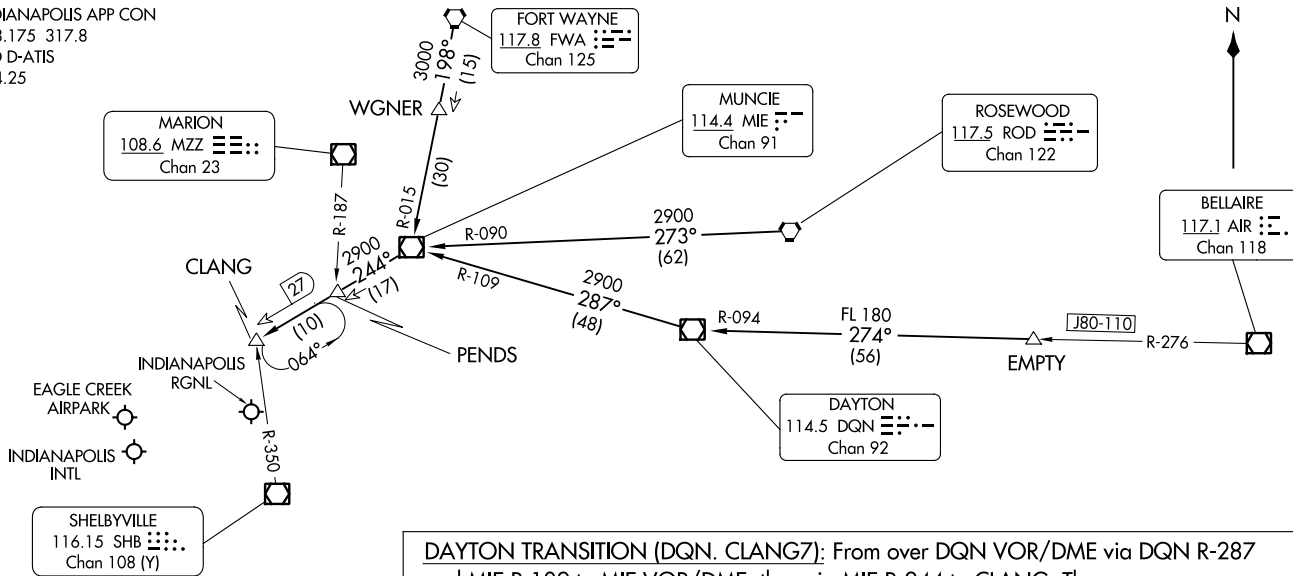 DIANAPOLIS APP CON
.175 317.8
D-ATIS
.25
FORT WAYNE
117.8 FWA
Chan 125
N
3000
198°
(15)
WGNER
MARION
108.6 MZZ
Chan 23
MUNCIE
114.4 MIE
Chan 91
ROSEWOOD
117.5 ROD
Chan 122
BELLAIRE
117.1 AIR
Chan 118
(30)
R-015
R-187
R-090
2900
273°
(62)
R-109
2900
287°
(48)
2900
244°
(17)
CLANG
27
(10)
064°
PENDS
R-094
FL 180
274°
(56)
J80-110
R-276
EMPTY
INDIANAPOLIS
RGNL
EAGLE CREEK
AIRPARK
INDIANAPOLIS
INTL
R-350
DAYTON
114.5 DQN
Chan 92
SHELBYVILLE
116.15 SHB
Chan 108 (Y)
DAYTON TRANSITION (DQN. CLANG7): From over DQN VOR/DME via DQN R-287